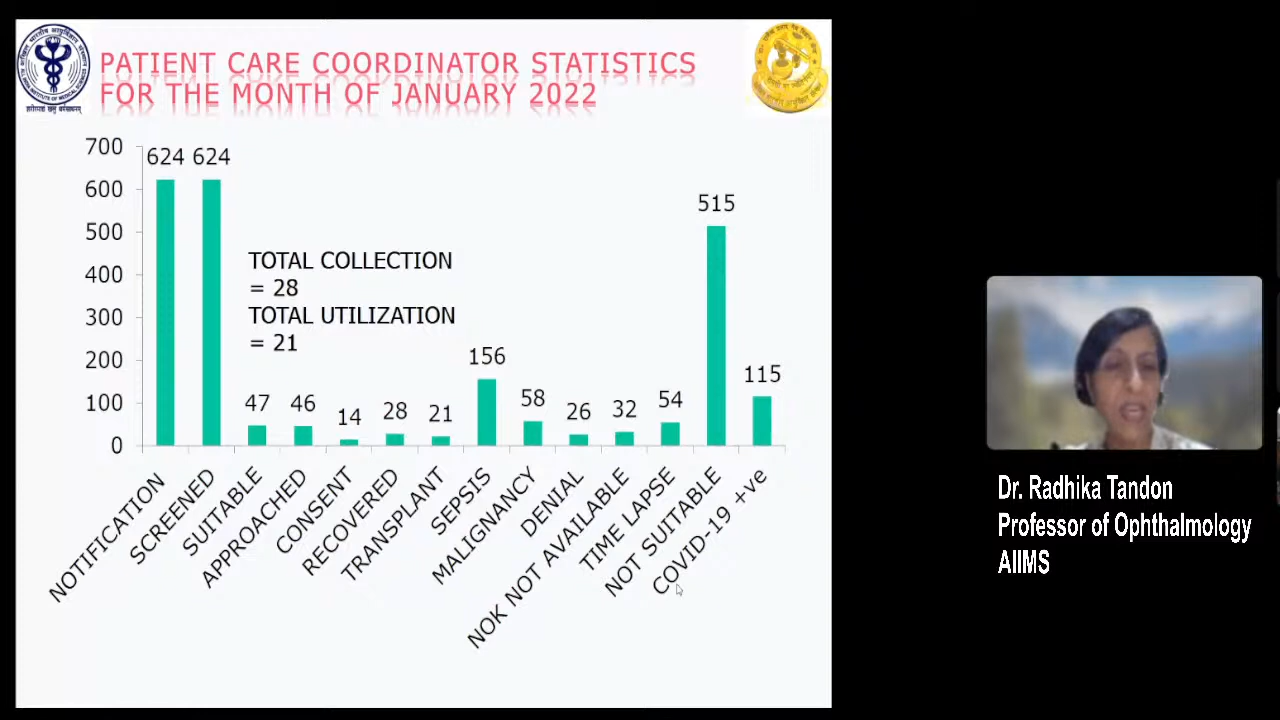 PATIENT CARE COORDINATOR STATISTICS
FOR THE MONTH OF JANUARY 2022
700
600
500
400
300
200
100
0
624
624
47
46
14
28
21
156
58
26
32
54
515
115
TOTAL COLLECTION
= 28
TOTAL UTILIZATION
= 21
NOTIFICATION
SCREENED
SUITABLE
APPROACHED
CONSENT
RECOVERED
TRANSPLANT
SEPSIS
MALIGNANCY
DENIAL
NOK NOT AVAILABLE
TIME LAPSE
NOT SUITABLE
COVID-19 +ve
Dr. Radhika Tandon
Professor of Ophthalmology
AIIMS